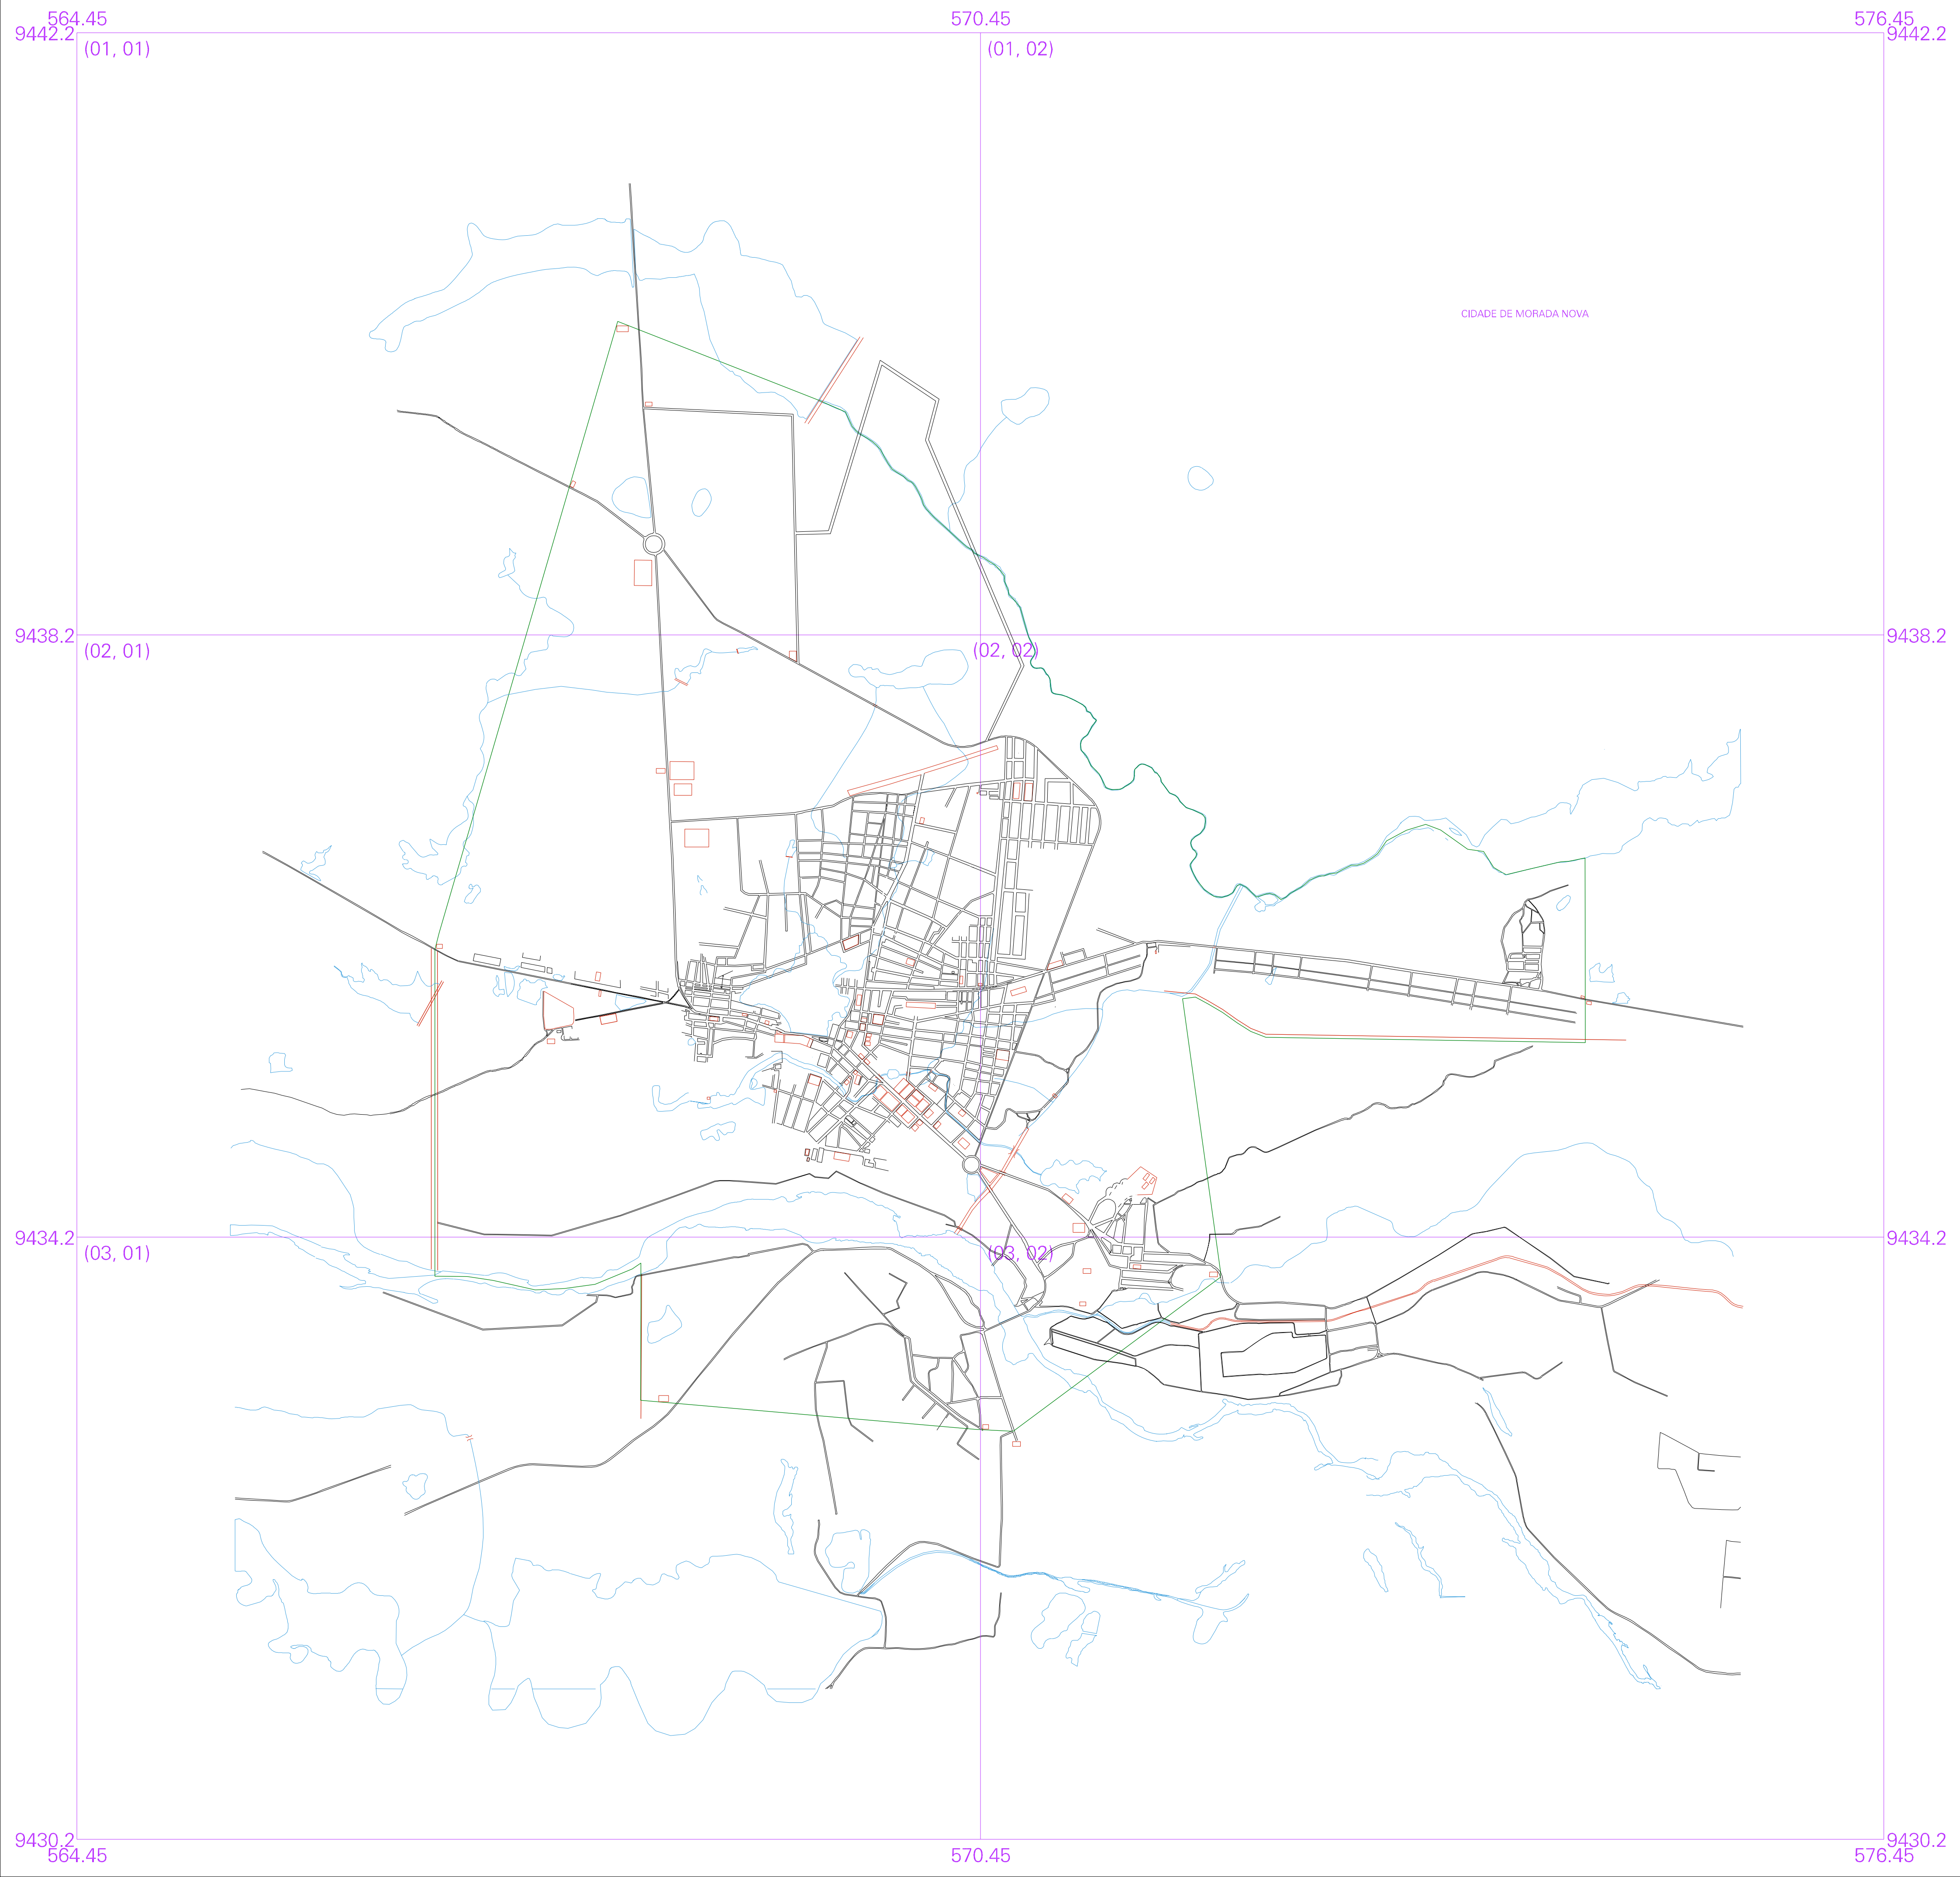 564.45 570.45 576.45
9442.2 9442.2
(01, 01) (01, 02)
CIDADE DE MORADA NOVA
9438.2 9438.2
(02, 01) (02, 02)
9434.2 9434.2
(03, 01) (03, 02)
9430.2 9430.2
564.45 570.45 576.45